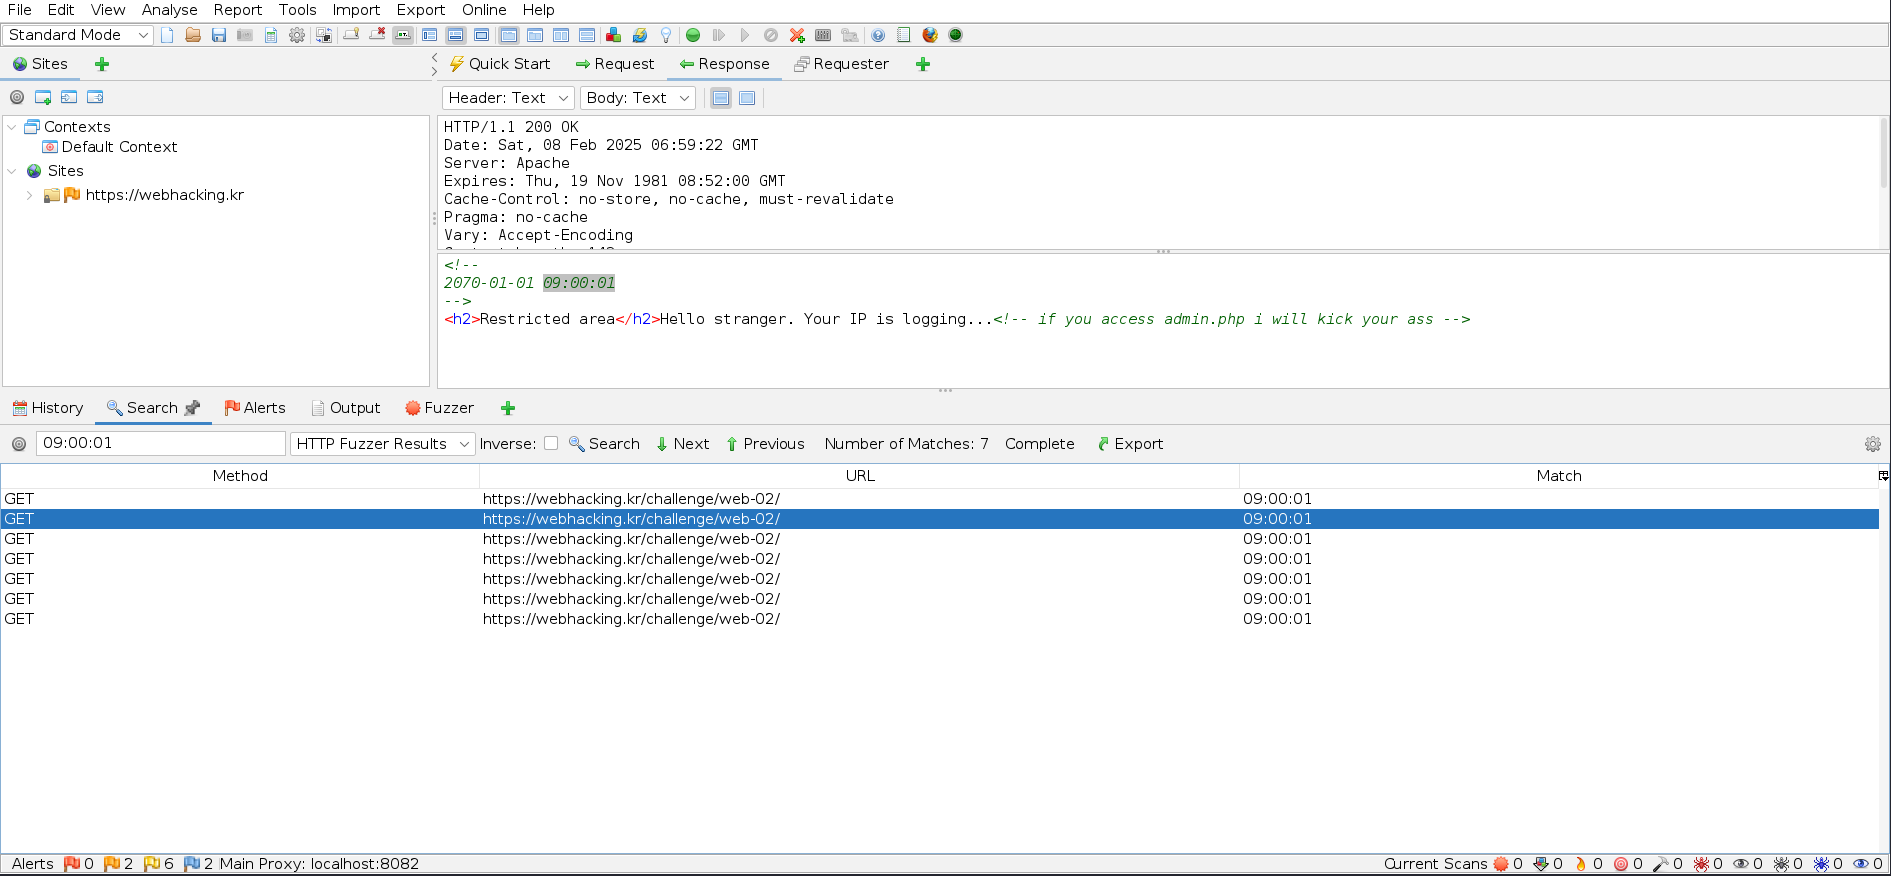 File Edit View Analyse Report Tools Import Export Online Help
Standard Mode
Sites
Quick Start Request Response Requester
Header: Text Body: Text
Contexts
Default Context
Sites
https://webhacking.kr
HTTP/1.1 200 OK
Date: Sat, 08 Feb 2025 06:59:22 GMT
Server: Apache
Expires: Thu, 19 Nov 1981 08:52:00 GMT
Cache-Control: no-store, no-cache, must-revalidate
Pragma: no-cache
Vary: Accept-Encoding
<!--
2070-01-01 09:00:01
-->
<h2>Restricted area</h2>Hello stranger. Your IP is logging...<!-- if you access admin.php i will kick your ass -->
History Search Alerts Output Fuzzer
09:00:01 HTTP Fuzzer Results Inverse: Search Next Previous Number of Matches: 7 Complete Export
Method URL Match
GET https://webhacking.kr/challenge/web-02/ 09:00:01
GET https://webhacking.kr/challenge/web-02/ 09:00:01
GET https://webhacking.kr/challenge/web-02/ 09:00:01
GET https://webhacking.kr/challenge/web-02/ 09:00:01
GET https://webhacking.kr/challenge/web-02/ 09:00:01
GET https://webhacking.kr/challenge/web-02/ 09:00:01
GET https://webhacking.kr/challenge/web-02/ 09:00:01
Alerts 0 2 6 2 Main Proxy: localhost:8082 Current Scans 0 0 0 0 0 0 0 0 0 0